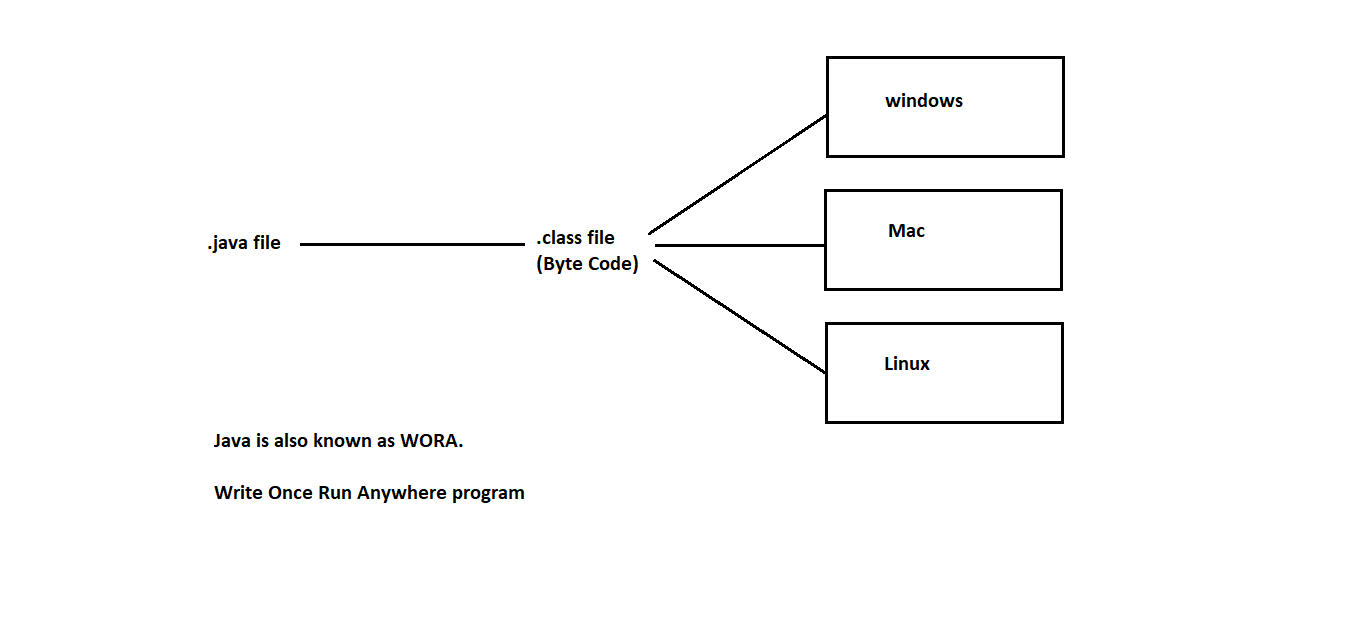 windows
Mac
.java file
.class file
(Byte Code)
Linux
Java is also known as WORA.
Write Once Run Anywhere program